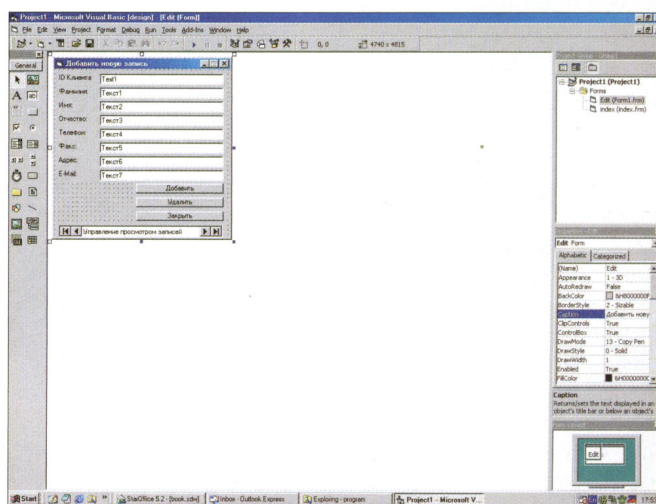 Project1 - Microsoft Visual Basic [design] - [Edit (Form)]
File Edit View Project Format Debug Run Tools Add-Ins Window Help
0, 0 4740 x 4815
General
Добавить новую запись
ID Клиента: Text1
Фамилия: Текст1
Имя: Текст2
Отчество: Текст3
Телефон: Текст4
Факс: Текст5
Адрес: Текст6
E-Mail: Текст7
Добавить
Удалить
Закрыть
Управление просмотром записей
Project1 (Project1)
Forms
Edit (Form1.frm)
index (index.frm)
Edit Form
Alphabetic Categorized
(Name) Edit
Appearance 1 - 3D
AutoRedraw False
BackColor &H8000000F
BorderStyle 2 - Sizable
Caption Добавить нову
ClipControls True
ControlBox True
DrawMode 13 - Copy Pen
DrawStyle 0 - Solid
DrawWidth 1
Enabled True
FillColor &H0000000
Caption
Returns/sets the text displayed in an
object's title bar or below an object's
Edit
Start StarOffice 5.2 - [book.sdw] Inbox - Outlook Express Exploring - program Project1 - Microsoft V...